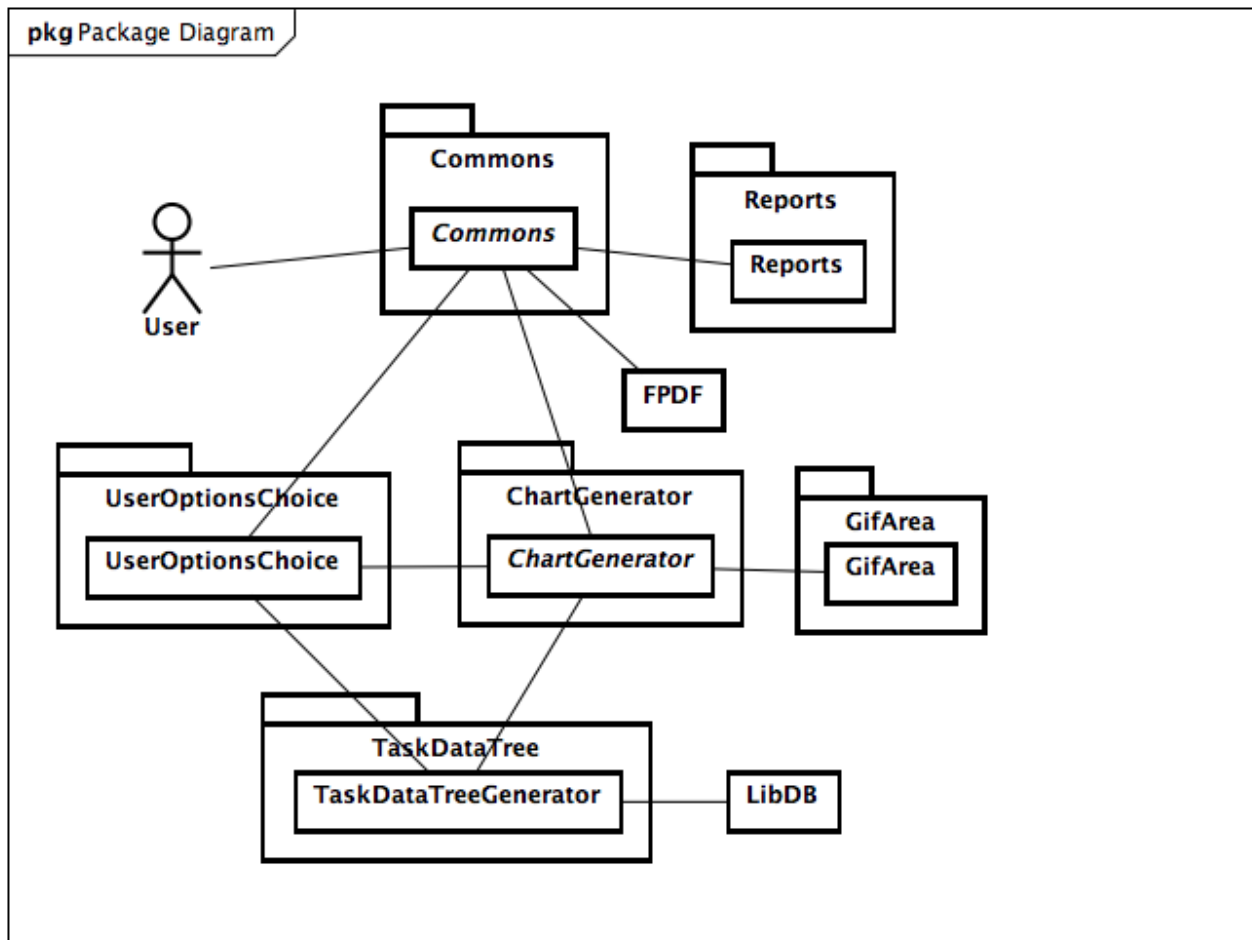 pkg Package Diagram
Commons
Commons
Reports
Reports
User
FPDF
UserOptionsChoice
UserOptionsChoice
ChartGenerator
ChartGenerator
GifArea
GifArea
TaskDataTree
TaskDataTreeGenerator
LibDB